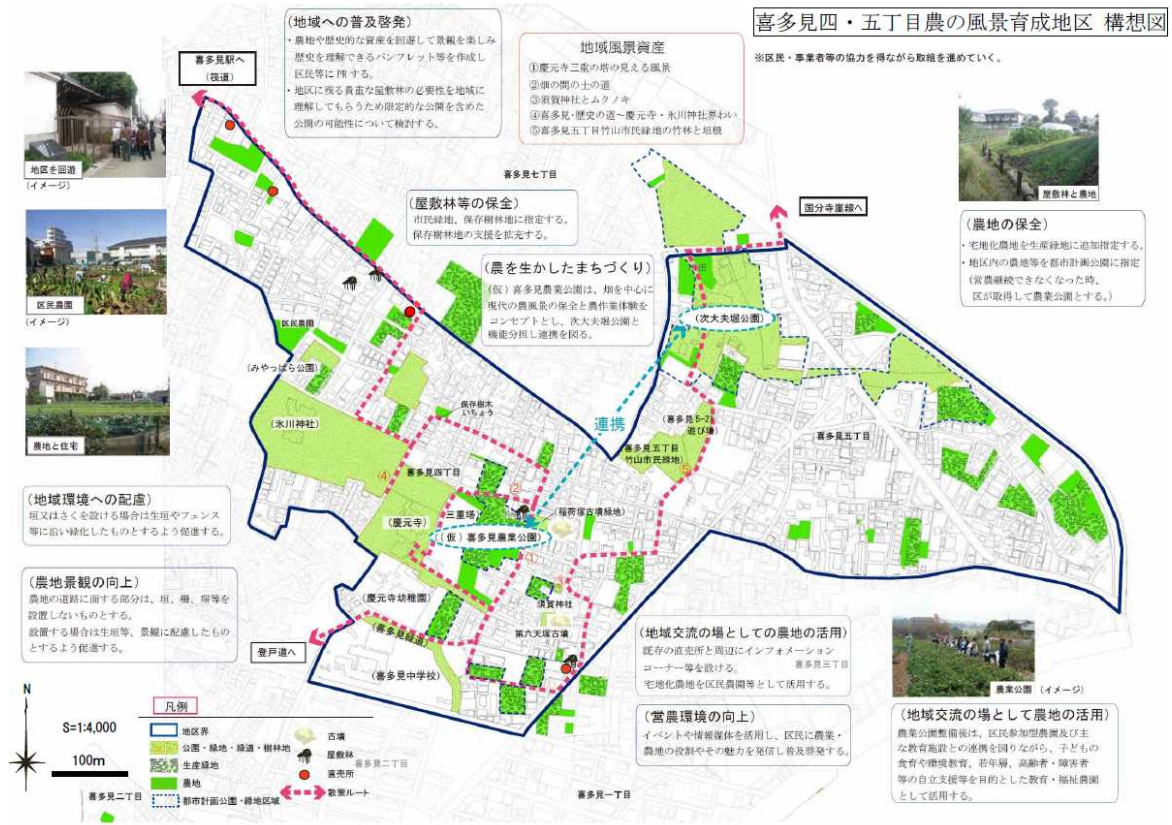 喜多見四・五丁目農の風景育成地区 構想図
※区民・事業者等の協力を得ながら取組を進めていく。
(地域への普及啓発)
・農地や歴史的な資産を回遊して景観を楽しみ
歴史を理解できるパンフレット等を作成し
区民等にPRする。
・地区に残る貴重な屋敷林の必要性を地域に
理解してもらうため限定的な公開を含めた
公開の可能性について検討する。
地域風景資産
①慶元寺三重の塔の見える風景
②畑の間の土の道
③須賀神社とムクノキ
④喜多見・歴史の道~慶元寺・氷川神社界わい
⑤喜多見五丁目竹山市民緑地の竹林と垣根
喜多見駅へ
(筏道)
地区を回遊
(イメージ)
区民農園
(イメージ)
農地と住宅
喜多見七丁目
(屋敷林等の保全)
市民緑地、保存樹林地に指定する。
保存樹林地の支援を拡充する。
(農を生かしたまちづくり)
(仮)喜多見農業公園は、畑を中心に
現代の農風景の保全と農作業体験を
コンセプトとし、次大夫堀公園と
機能分担し連携を図る。
国分寺崖線へ
屋敷林と農地
(農地の保全)
・宅地化農地を生産緑地に追加指定する。
・地区内の農地等を都市計画公園に指定
(営農継続できなくなった時、
区が取得して農業公園とする。)
田
(次大夫堀公園)
区民農園
(みやっぱら公園)
(氷川神社)
保存樹木
いちょう
連携
(喜多見5-2
遊び場)
喜多見五丁目
竹山市民緑地
⑤
喜多見五丁目
喜多見四丁目
④
②
三重塔
(慶元寺)
(稲荷塚古墳緑地)
((仮)喜多見農業公園)
①
(慶元寺幼稚園)
③
須賀神社
第六天塚古墳
(喜多見緑道)
(喜多見中学校)
登戸道へ
(地域環境への配慮)
垣又はさくを設ける場合は生垣やフェンス
等に沿い緑化したものとするよう促進する。
(農地景観の向上)
農地の道路に面する部分は、垣、柵、塀等を
設置しないものとする。
設置する場合は生垣等、景観に配慮したもの
とするよう促進する。
(地域交流の場としての農地の活用)
既存の直売所と周辺にインフォメーション
コーナー等を設ける。
宅地化農地を区民農園等として活用する。
喜多見三丁目
(営農環境の向上)
イベントや情報媒体を活用し、区民に農業・
農地の役割やその魅力を発信し普及啓発する。
農業公園 (イメージ)
(地域交流の場として農地の活用)
農業公園整備後は、区民参加型農園及び主
な教育施設との連携を図りながら、子どもの
食育や環境教育、若年層、高齢者・障害者
等の自立支援等を目的とした教育・福祉農園
として活用する。
N
S=1:4,000
100m
凡例
地区界
公園・緑地・緑道・樹林地
生産緑地
農地
都市計画公園・緑地区域
古墳
屋敷林
直売所
散策ルート
喜多見二丁目
喜多見二丁目
喜多見一丁目